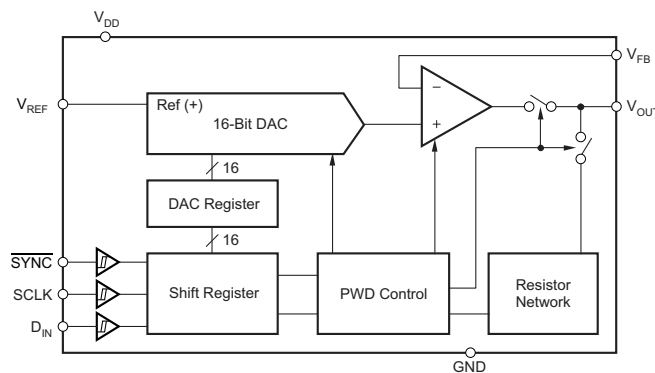 VDD
VFB
VREF
Ref (+)
16-Bit DAC
−
+
VOUT
16
DAC Register
16
SYNC
SCLK
DIN
Shift Register
PWD Control
Resistor
Network
GND